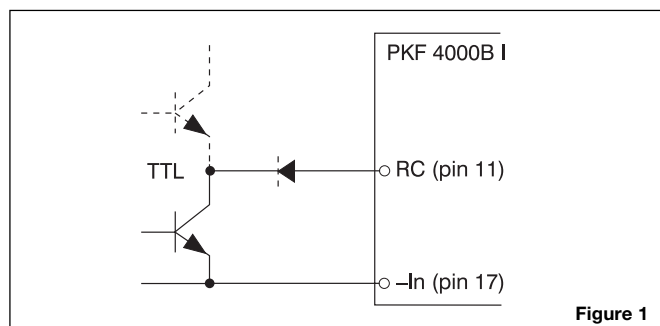 PKF 4000B I
TTL
RC (pin 11)
–In (pin 17)
Figure 1